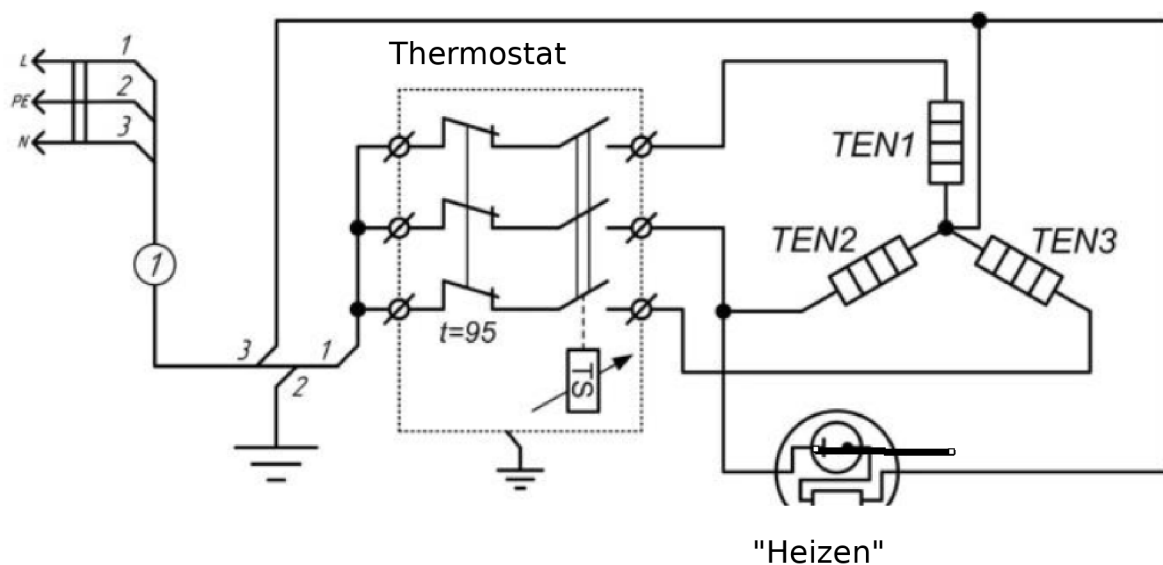 Thermostat
1
L
2
PE
3
N
TEN1
TEN2
TEN3
1
t=95
3
1
2
TS
"Heizen"